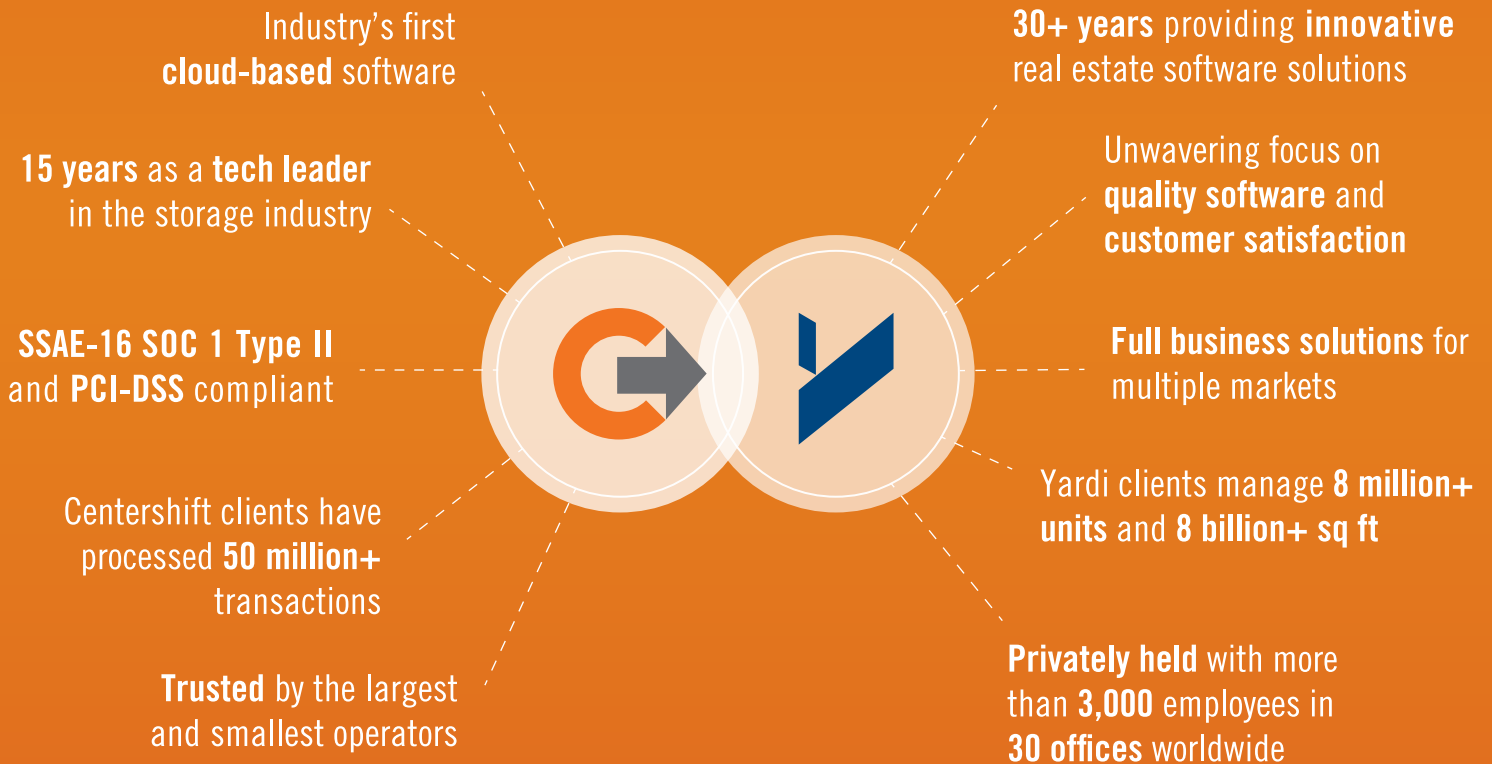 Industry’s first
cloud-based software
15 years as a tech leader
in the storage industry
SSAE-16 SOC 1 Type II
and PCI-DSS compliant
Centershift clients have
processed 50 million+
transactions
Trusted by the largest
and smallest operators
30+ years providing innovative
real estate software solutions
Unwavering focus on
quality software and
customer satisfaction
Full business solutions for
multiple markets
Yardi clients manage 8 million+
units and 8 billion+ sq ft
Privately held with more
than 3,000 employees in
30 offices worldwide